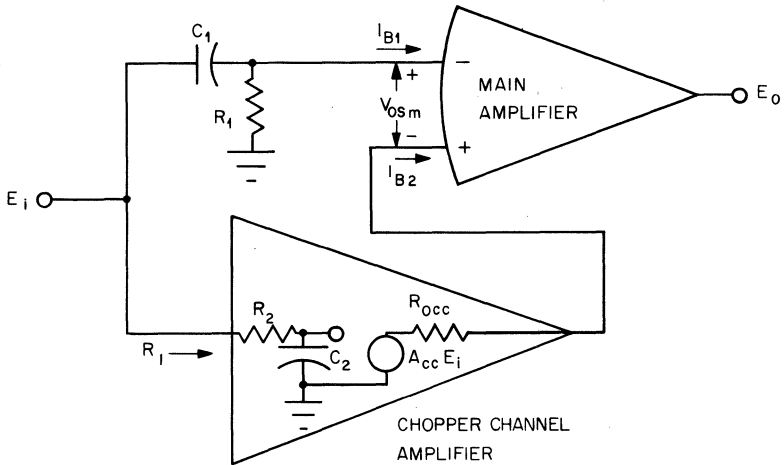 C1
IB1
+
−
MAIN
AMPLIFIER
Eo
R1
VOSm
−
+
IB2
Ei
ROCC
R2
RI
C2
ACC Ei
CHOPPER CHANNEL
AMPLIFIER